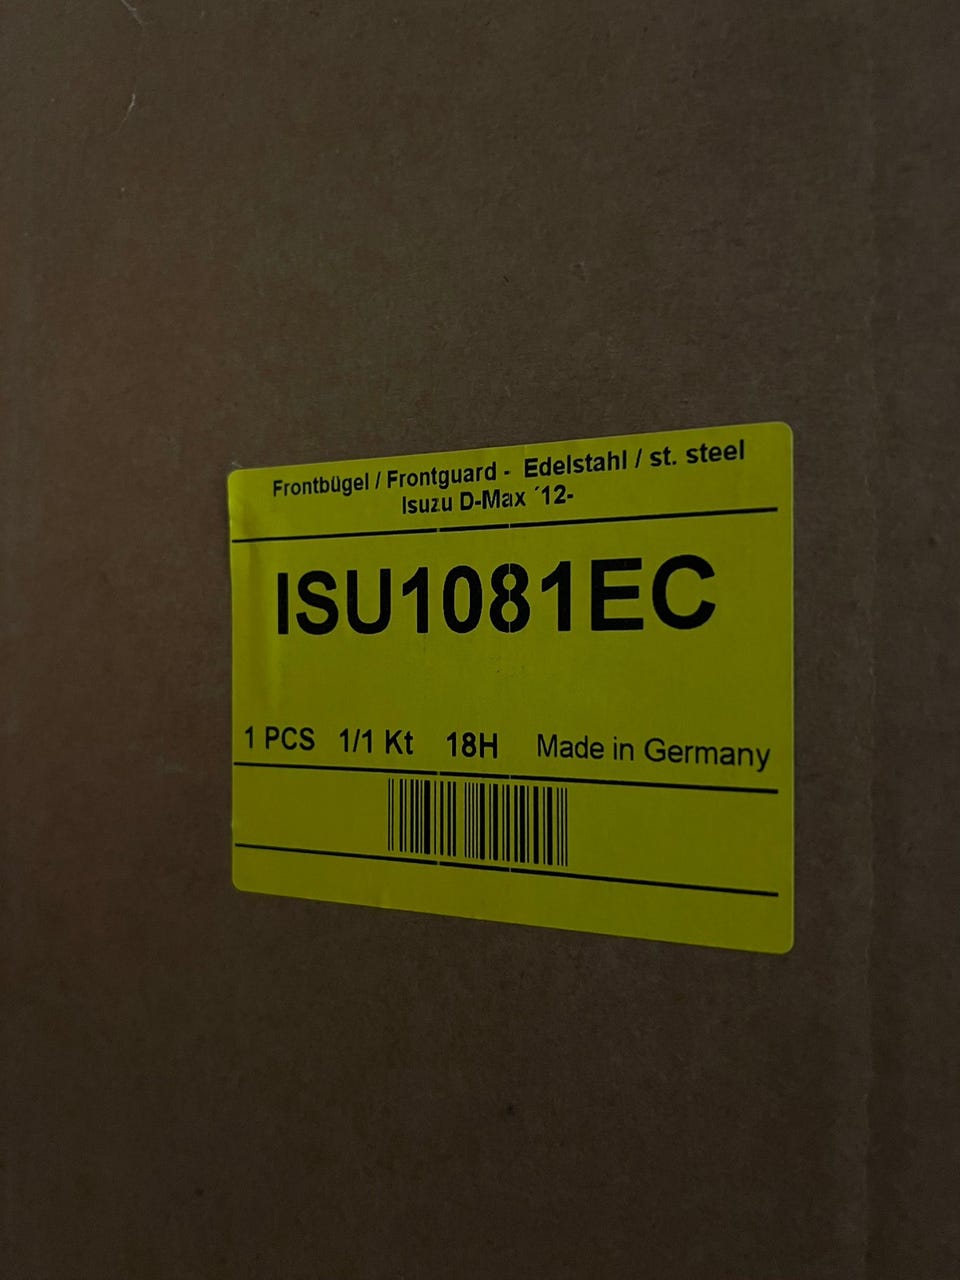 Frontbügel / Frontguard - Edelstahl / st. steel
Isuzu D-Max ´12-
ISU1081EC
1 PCS 1/1 Kt 18H Made in Germany